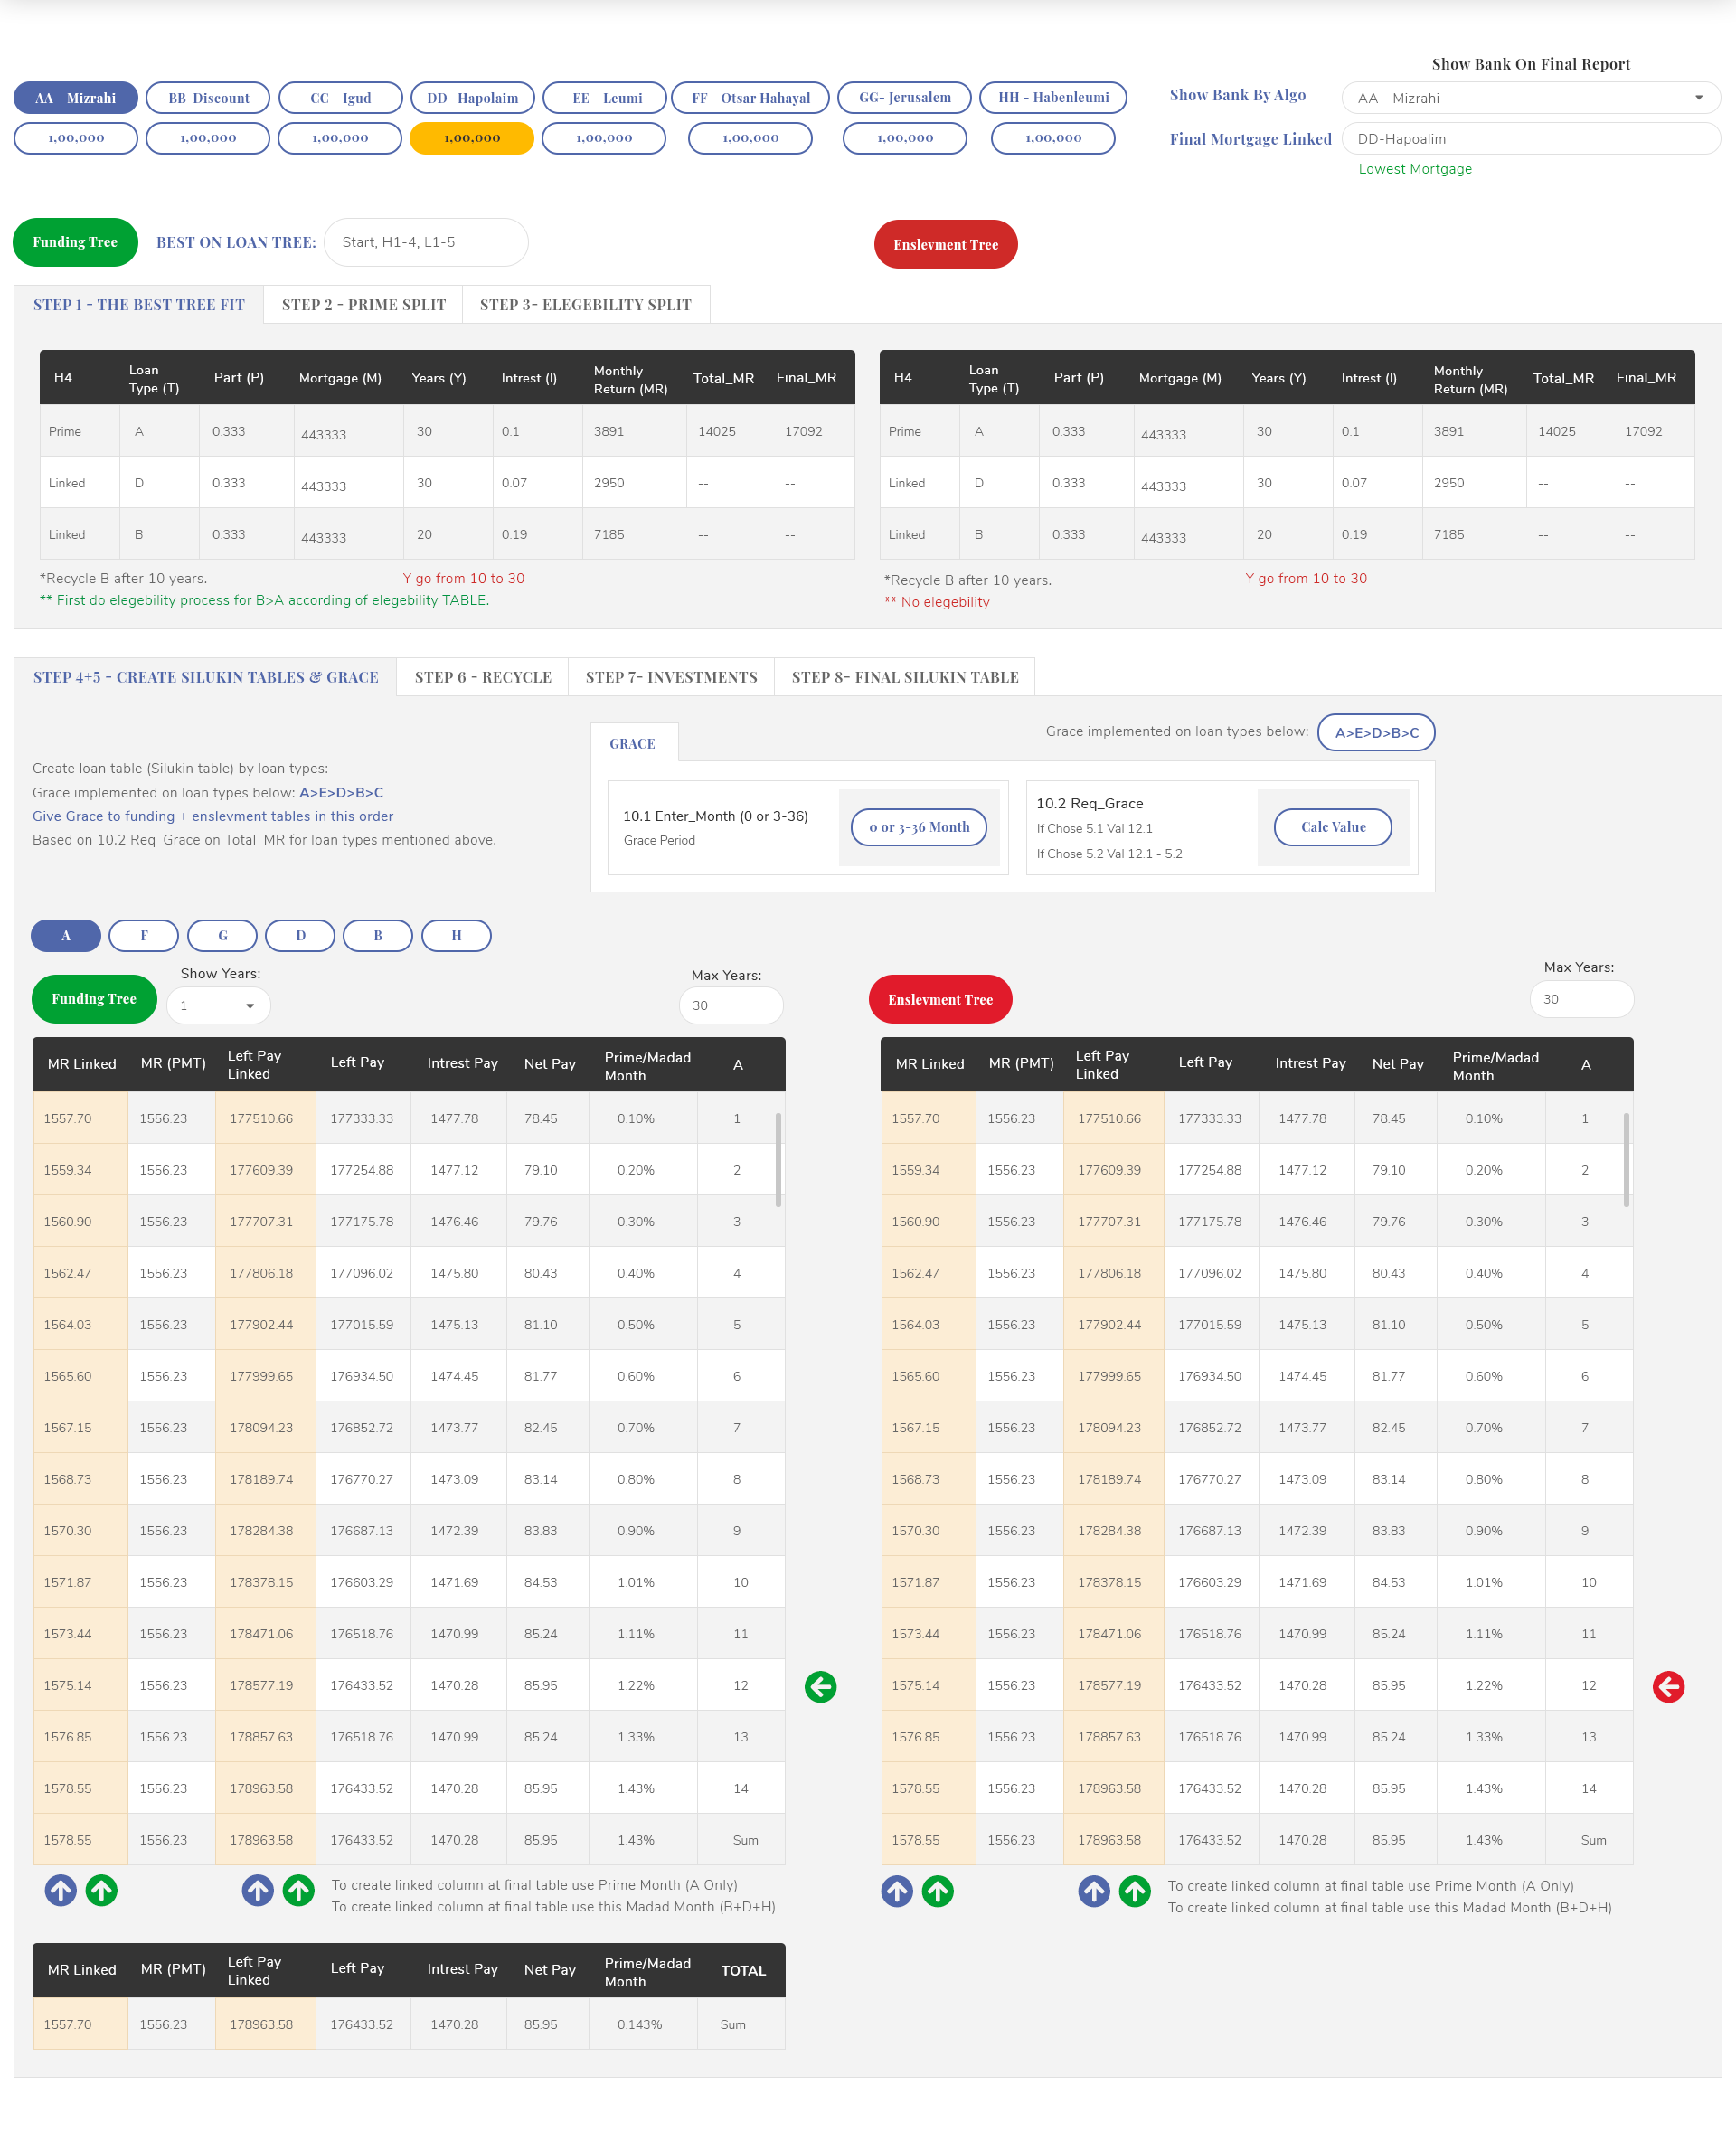 Show Bank On Final Report
AA - Mizrahi BB-Discount CC - Igud DD- Hapolaim EE - Leumi FF - Otsar Hahayal GG- Jerusalem HH - Habenleumi Show Bank By Algo AA - Mizrahi
1,00,000 1,00,000 1,00,000 1,00,000 1,00,000 1,00,000 1,00,000 1,00,000 Final Mortgage Linked DD-Hapoalim
Lowest Mortgage
Funding Tree BEST ON LOAN TREE: Start, H1-4, L1-5 Enslevment Tree
STEP 1 - THE BEST TREE FIT STEP 2 - PRIME SPLIT STEP 3- ELEGEBILITY SPLIT
H4 Loan Type (T) Part (P) Mortgage (M) Years (Y) Intrest (I) Monthly Return (MR) Total_MR Final_MR
Prime A 0.333 443333 30 0.1 3891 14025 17092
Linked D 0.333 443333 30 0.07 2950 -- --
Linked B 0.333 443333 20 0.19 7185 -- --
*Recycle B after 10 years. Y go from 10 to 30
** First do elegebility process for B>A according of elegebility TABLE.
H4 Loan Type (T) Part (P) Mortgage (M) Years (Y) Intrest (I) Monthly Return (MR) Total_MR Final_MR
Prime A 0.333 443333 30 0.1 3891 14025 17092
Linked D 0.333 443333 30 0.07 2950 -- --
Linked B 0.333 443333 20 0.19 7185 -- --
*Recycle B after 10 years. Y go from 10 to 30
** No elegebility
STEP 4+5 - CREATE SILUKIN TABLES & GRACE STEP 6 - RECYCLE STEP 7- INVESTMENTS STEP 8- FINAL SILUKIN TABLE
Create loan table (Silukin table) by loan types:
Grace implemented on loan types below: A>E>D>B>C
Give Grace to funding + enslevment tables in this order
Based on 10.2 Req_Grace on Total_MR for loan types mentioned above.
GRACE Grace implemented on loan types below: A>E>D>B>C
10.1 Enter_Month (0 or 3-36)
Grace Period
0 or 3-36 Month
10.2 Req_Grace
If Chose 5.1 Val 12.1
If Chose 5.2 Val 12.1 - 5.2
Calc Value
A F G D B H
Funding Tree Show Years: 1 Max Years: 30
MR Linked MR (PMT) Left Pay Linked Left Pay Intrest Pay Net Pay Prime/Madad Month A
1557.70 1556.23 177510.66 177333.33 1477.78 78.45 0.10% 1
1559.34 1556.23 177609.39 177254.88 1477.12 79.10 0.20% 2
1560.90 1556.23 177707.31 177175.78 1476.46 79.76 0.30% 3
1562.47 1556.23 177806.18 177096.02 1475.80 80.43 0.40% 4
1564.03 1556.23 177902.44 177015.59 1475.13 81.10 0.50% 5
1565.60 1556.23 177999.65 176934.50 1474.45 81.77 0.60% 6
1567.15 1556.23 178094.23 176852.72 1473.77 82.45 0.70% 7
1568.73 1556.23 178189.74 176770.27 1473.09 83.14 0.80% 8
1570.30 1556.23 178284.38 176687.13 1472.39 83.83 0.90% 9
1571.87 1556.23 178378.15 176603.29 1471.69 84.53 1.01% 10
1573.44 1556.23 178471.06 176518.76 1470.99 85.24 1.11% 11
1575.14 1556.23 178577.19 176433.52 1470.28 85.95 1.22% 12
1576.85 1556.23 178857.63 176518.76 1470.99 85.24 1.33% 13
1578.55 1556.23 178963.58 176433.52 1470.28 85.95 1.43% 14
1578.55 1556.23 178963.58 176433.52 1470.28 85.95 1.43% Sum
To create linked column at final table use Prime Month (A Only)
To create linked column at final table use this Madad Month (B+D+H)
MR Linked MR (PMT) Left Pay Linked Left Pay Intrest Pay Net Pay Prime/Madad Month TOTAL
1557.70 1556.23 178963.58 176433.52 1470.28 85.95 0.143% Sum
Enslevment Tree Max Years: 30
MR Linked MR (PMT) Left Pay Linked Left Pay Intrest Pay Net Pay Prime/Madad Month A
1557.70 1556.23 177510.66 177333.33 1477.78 78.45 0.10% 1
1559.34 1556.23 177609.39 177254.88 1477.12 79.10 0.20% 2
1560.90 1556.23 177707.31 177175.78 1476.46 79.76 0.30% 3
1562.47 1556.23 177806.18 177096.02 1475.80 80.43 0.40% 4
1564.03 1556.23 177902.44 177015.59 1475.13 81.10 0.50% 5
1565.60 1556.23 177999.65 176934.50 1474.45 81.77 0.60% 6
1567.15 1556.23 178094.23 176852.72 1473.77 82.45 0.70% 7
1568.73 1556.23 178189.74 176770.27 1473.09 83.14 0.80% 8
1570.30 1556.23 178284.38 176687.13 1472.39 83.83 0.90% 9
1571.87 1556.23 178378.15 176603.29 1471.69 84.53 1.01% 10
1573.44 1556.23 178471.06 176518.76 1470.99 85.24 1.11% 11
1575.14 1556.23 178577.19 176433.52 1470.28 85.95 1.22% 12
1576.85 1556.23 178857.63 176518.76 1470.99 85.24 1.33% 13
1578.55 1556.23 178963.58 176433.52 1470.28 85.95 1.43% 14
1578.55 1556.23 178963.58 176433.52 1470.28 85.95 1.43% Sum
To create linked column at final table use Prime Month (A Only)
To create linked column at final table use this Madad Month (B+D+H)